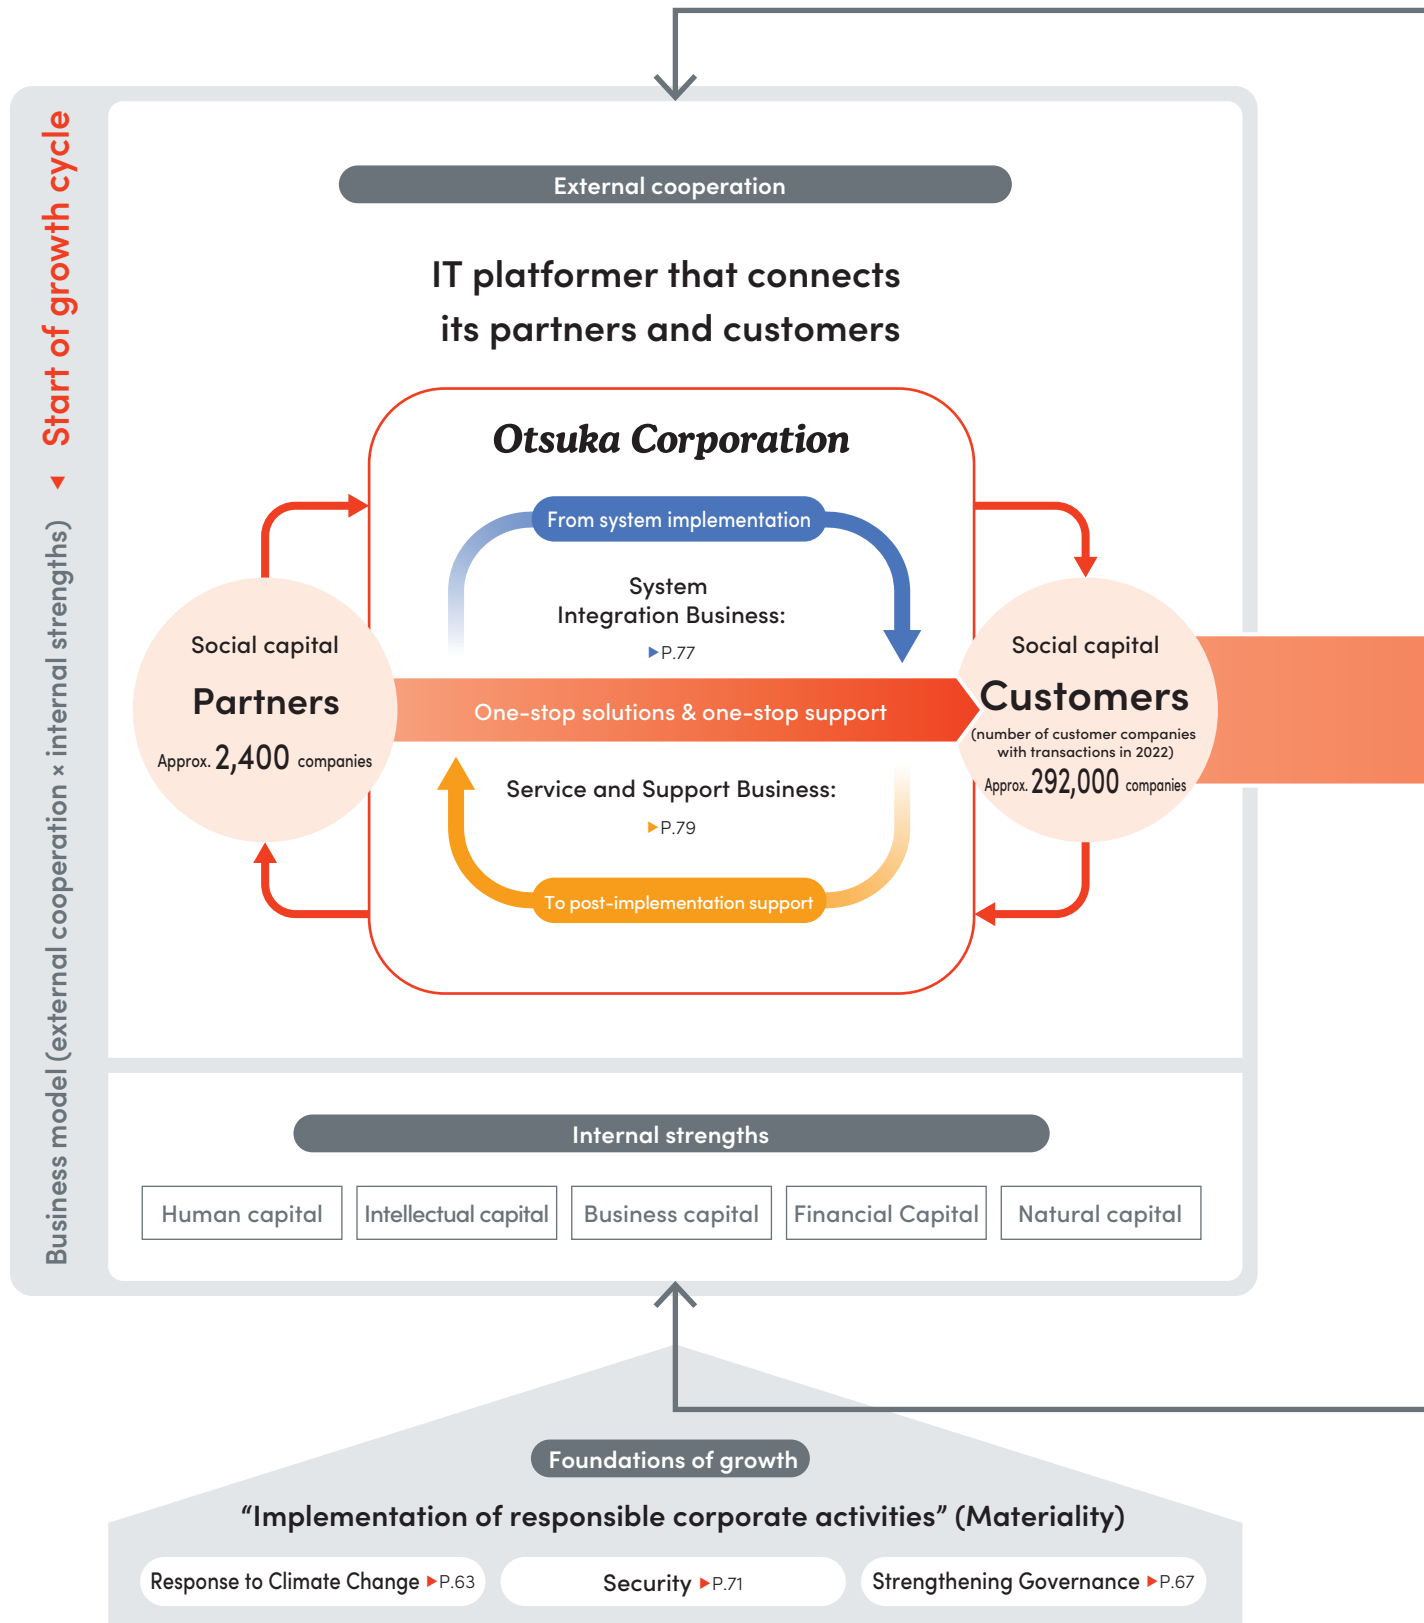 Start of growth cycle
Business model (external cooperation × internal strengths)
External cooperation
IT platformer that connects
its partners and customers
Otsuka Corporation
From system implementation
System
Integration Business:
▶P.77
Social capital
Partners
Approx. 2,400 companies
One-stop solutions & one-stop support
Social capital
Customers
(number of customer companies
with transactions in 2022)
Approx. 292,000 companies
Service and Support Business:
▶P.79
To post-implementation support
Internal strengths
Human capital
Intellectual capital
Business capital
Financial Capital
Natural capital
Foundations of growth
“Implementation of responsible corporate activities” (Materiality)
Response to Climate Change ▶P.63
Security ▶P.71
Strengthening Governance ▶P.67